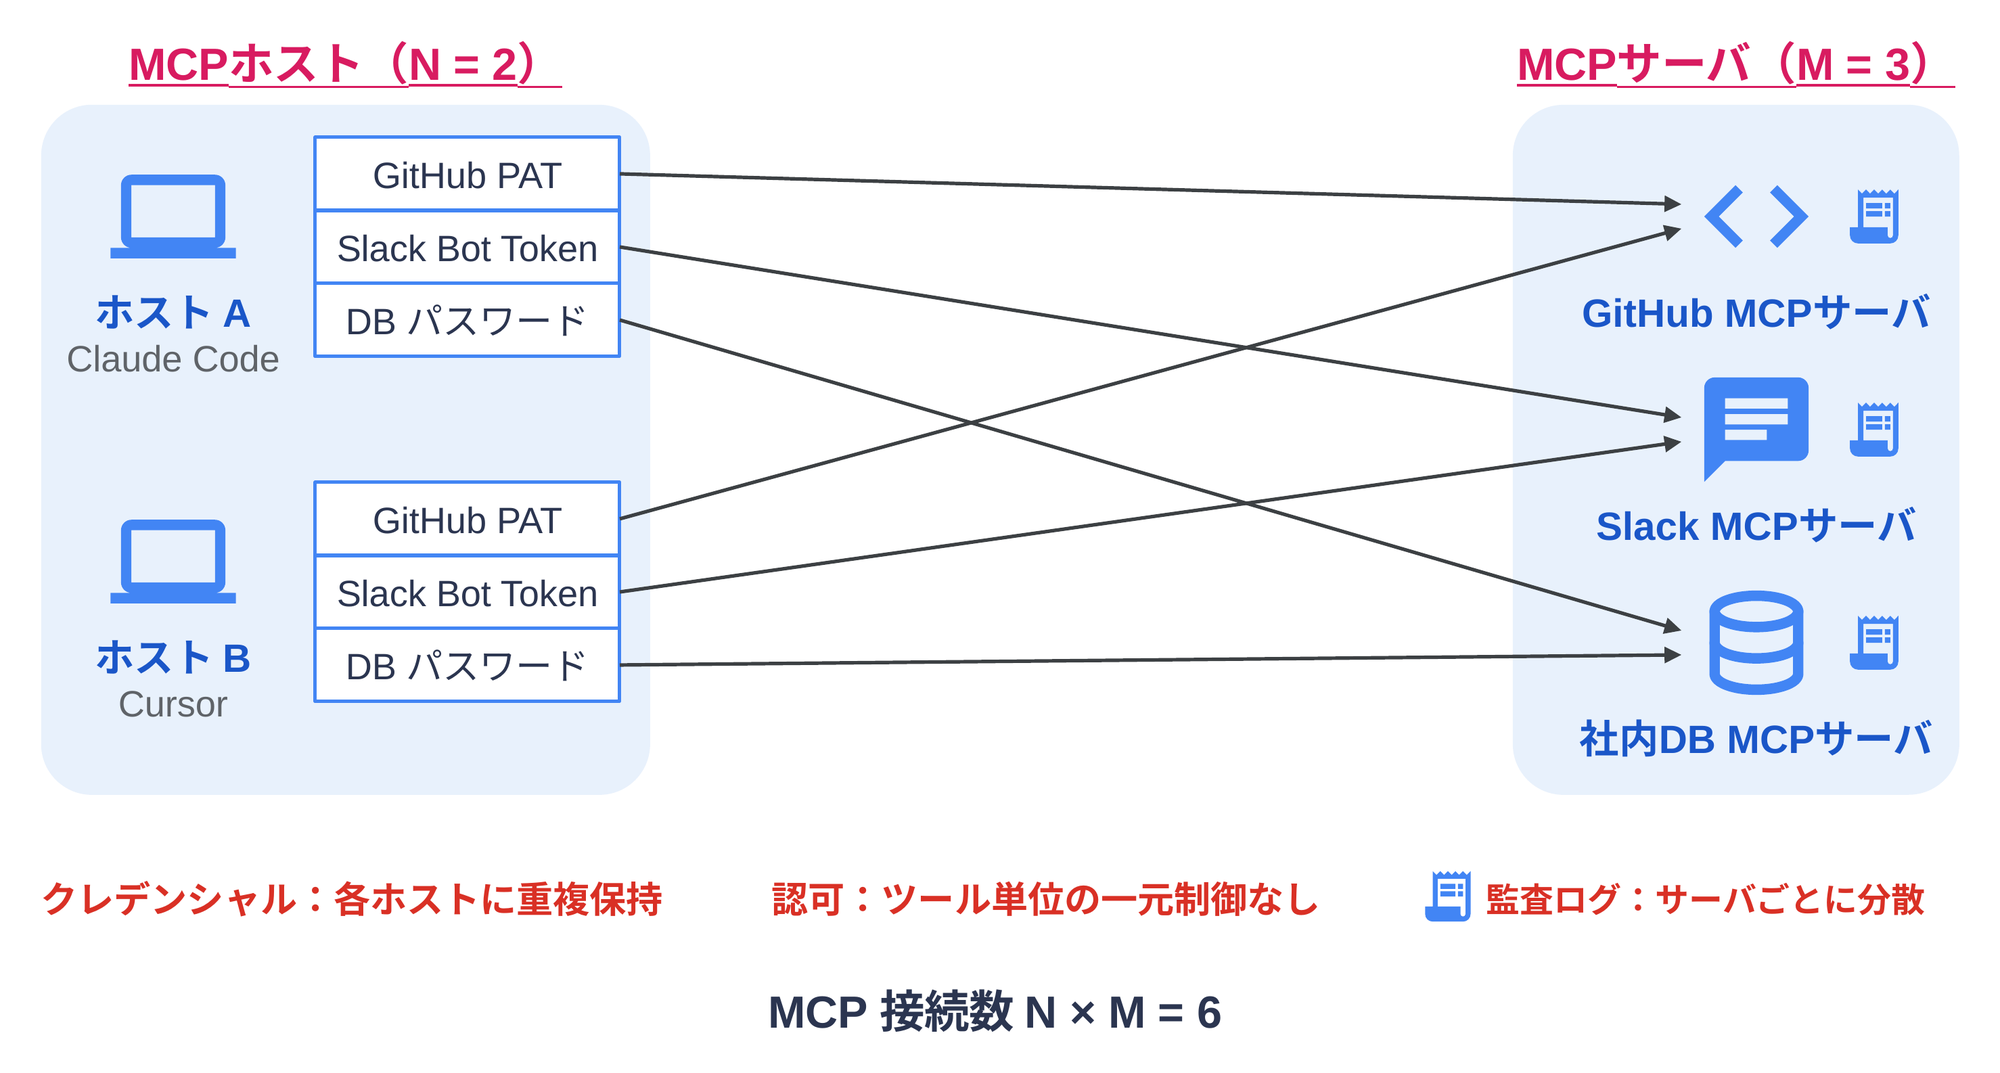 MCPホスト（N = 2）
MCPサーバ（M = 3）
GitHub PAT
Slack Bot Token
DB パスワード
ホスト A
Claude Code
GitHub PAT
Slack Bot Token
DB パスワード
ホスト B
Cursor
GitHub MCPサーバ
Slack MCPサーバ
社内DB MCPサーバ
クレデンシャル：各ホストに重複保持
認可：ツール単位の一元制御なし
監査ログ：サーバごとに分散
MCP 接続数 N × M = 6